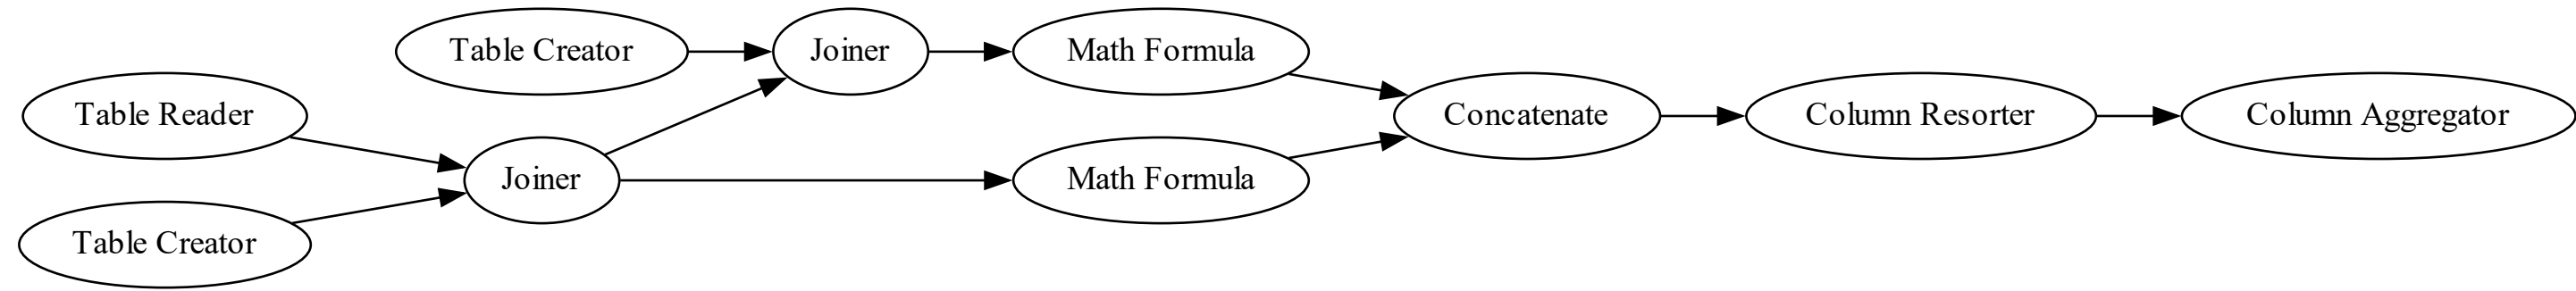 Table Creator
Joiner
Math Formula
Table Reader
Concatenate
Column Resorter
Column Aggregator
Joiner
Math Formula
Table Creator